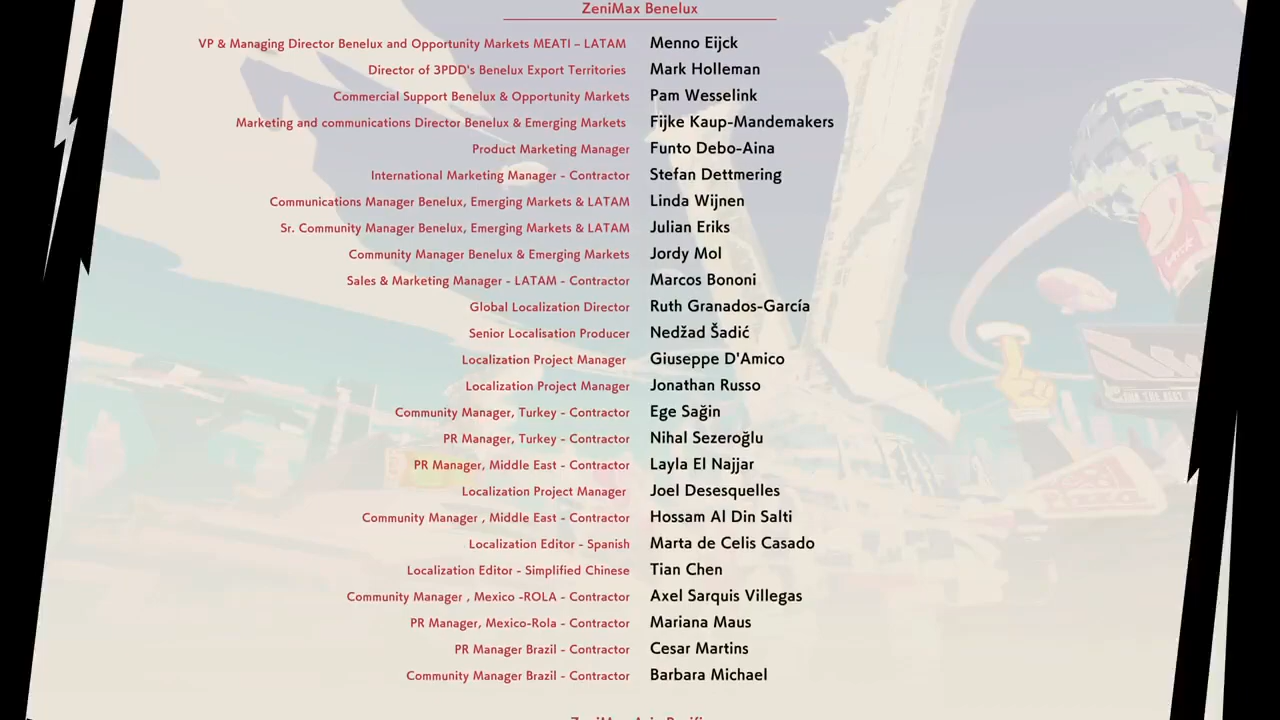 ZeniMax Benelux
VP & Managing Director Benelux and Opportunity Markets MEATI – LATAM Menno Eijck
Director of 3PDD's Benelux Export Territories Mark Holleman
Commercial Support Benelux & Opportunity Markets Pam Wesselink
Marketing and communications Director Benelux & Emerging Markets Fijke Kaup-Mandemakers
Product Marketing Manager Funto Debo-Aina
International Marketing Manager - Contractor Stefan Dettmering
Communications Manager Benelux, Emerging Markets & LATAM Linda Wijnen
Sr. Community Manager Benelux, Emerging Markets & LATAM Julian Eriks
Community Manager Benelux & Emerging Markets Jordy Mol
Sales & Marketing Manager - LATAM - Contractor Marcos Bononi
Global Localization Director Ruth Granados-García
Senior Localisation Producer Nedžad Šadić
Localization Project Manager Giuseppe D'Amico
Localization Project Manager Jonathan Russo
Community Manager, Turkey - Contractor Ege Sağin
PR Manager, Turkey - Contractor Nihal Sezeroğlu
PR Manager, Middle East - Contractor Layla El Najjar
Localization Project Manager Joel Desesquelles
Community Manager , Middle East - Contractor Hossam Al Din Salti
Localization Editor - Spanish Marta de Celis Casado
Localization Editor - Simplified Chinese Tian Chen
Community Manager , Mexico -ROLA - Contractor Axel Sarquis Villegas
PR Manager, Mexico-Rola - Contractor Mariana Maus
PR Manager Brazil - Contractor Cesar Martins
Community Manager Brazil - Contractor Barbara Michael
ZeniMax Asia Pacific